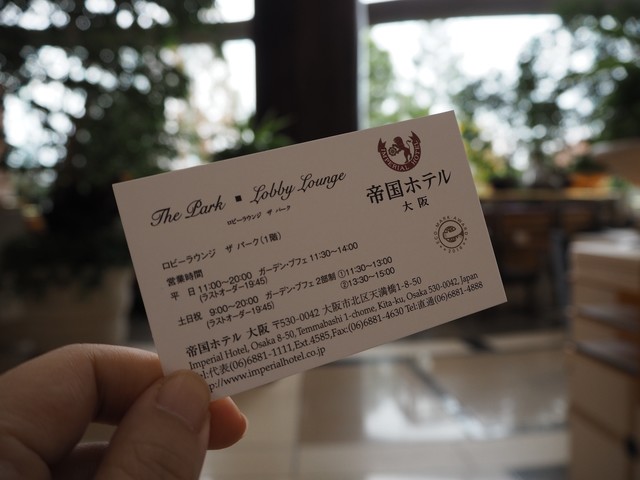 The Park ■ Lobby Lounge
ロビーラウンジ ザ パーク
IMPERIAL HOTEL
帝国ホテル
大阪
ロビーラウンジ ザ パーク(1階)
営業時間
平 日 11:00〜20:00 ガーデン・ブフェ 11:30〜14:00
(ラストオーダー19:45)
土日祝 9:00〜20:00 ガーデン・ブフェ 2部制 ①11:30〜13:00
(ラストオーダー19:45) ②13:30〜15:00
帝国ホテル 大阪 〒530-0042 大阪市北区天満橋1-8-50
Imperial Hotel, Osaka 8-50, Temmabashi 1-chome, Kita-ku, Osaka 530-0042, Japan
el:代表(06)6881-1111,Ext.4585,Fax:(06)6881-4630 Tel:直通(06)6881-4888
p://www.imperialhotel.co.jp